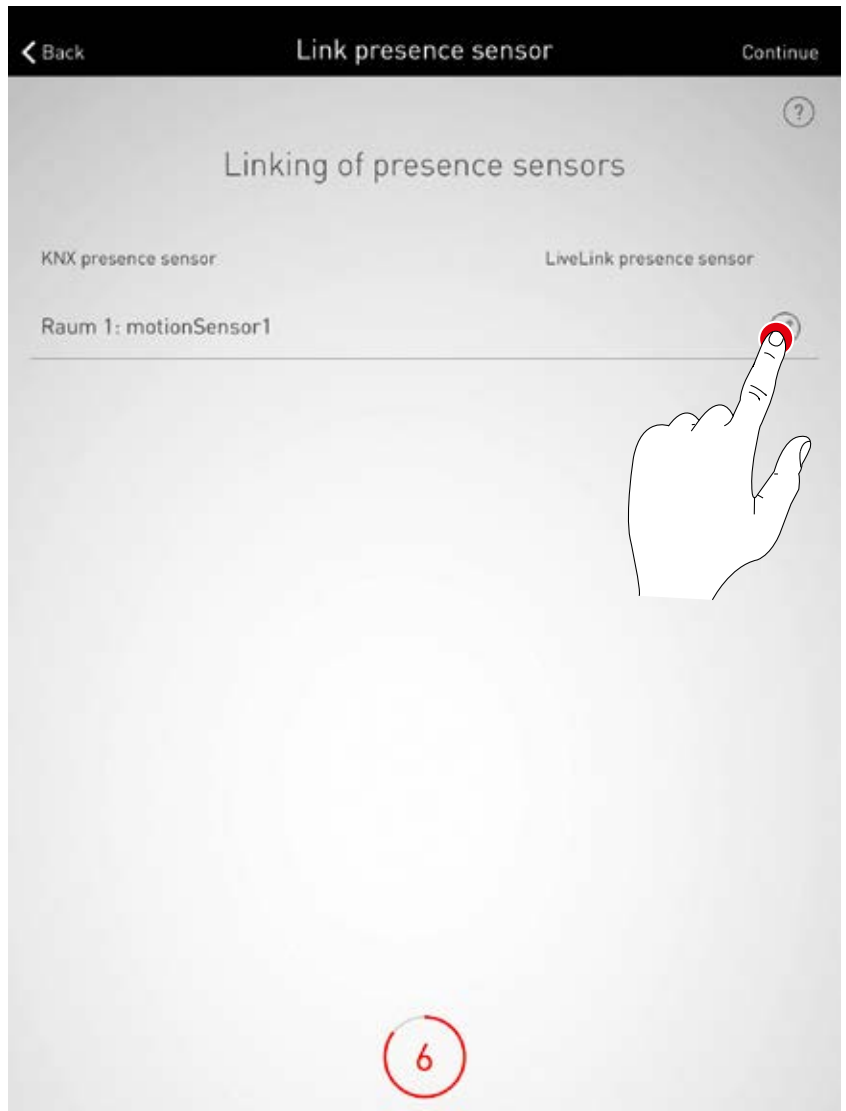 Back Link presence sensor Continue
?
Linking of presence sensors
KNX presence sensor LiveLink presence sensor
Raum 1: motionSensor1
6